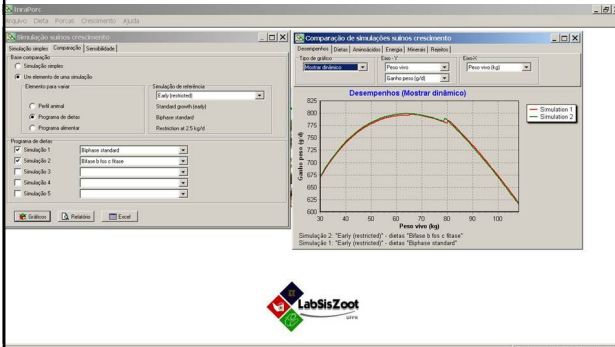 InraPorc
Arquivo Dieta Porcas Crescimento Ajuda
Simulação suínos crescimento
Simulação simples Comparação Sensibilidade
Base comparação
Simulação simples
Um elemento de uma simulação
Elemento para variar
Perfil animal
Programa de dietas
Programa alimentar
Simulação de referência
Early (restricted)
Standard growth (early)
Biphase standard
Restriction at 2.5 kg/d
Programa de dietas
Simulação 1 Biphase standard
Simulação 2 Bifase b fos c fitase
Simulação 3
Simulação 4
Simulação 5
Gráficos Relatório Excel
Comparação de simulações suínos crescimento
Desempenhos Dietas Aminoácidos Energia Minerais Rejeitos
Tipo de gráfico Eixo - Y Eixo-X
Mostrar dinâmico Peso vivo Peso vivo (kg)
Ganho peso (g/d)
Desempenhos (Mostrar dinâmico)
Ganho peso (g/d)
825
800
775
750
725
700
675
650
625
600
30 40 50 60 70 80 90 100
Peso vivo (kg)
Simulation 1
Simulation 2
Simulação 2: "Early (restricted)" - dietas "Bifase b fos c fitase"
Simulação 1: "Early (restricted)" - dietas "Biphase standard"
LabSisZoot
UFPR